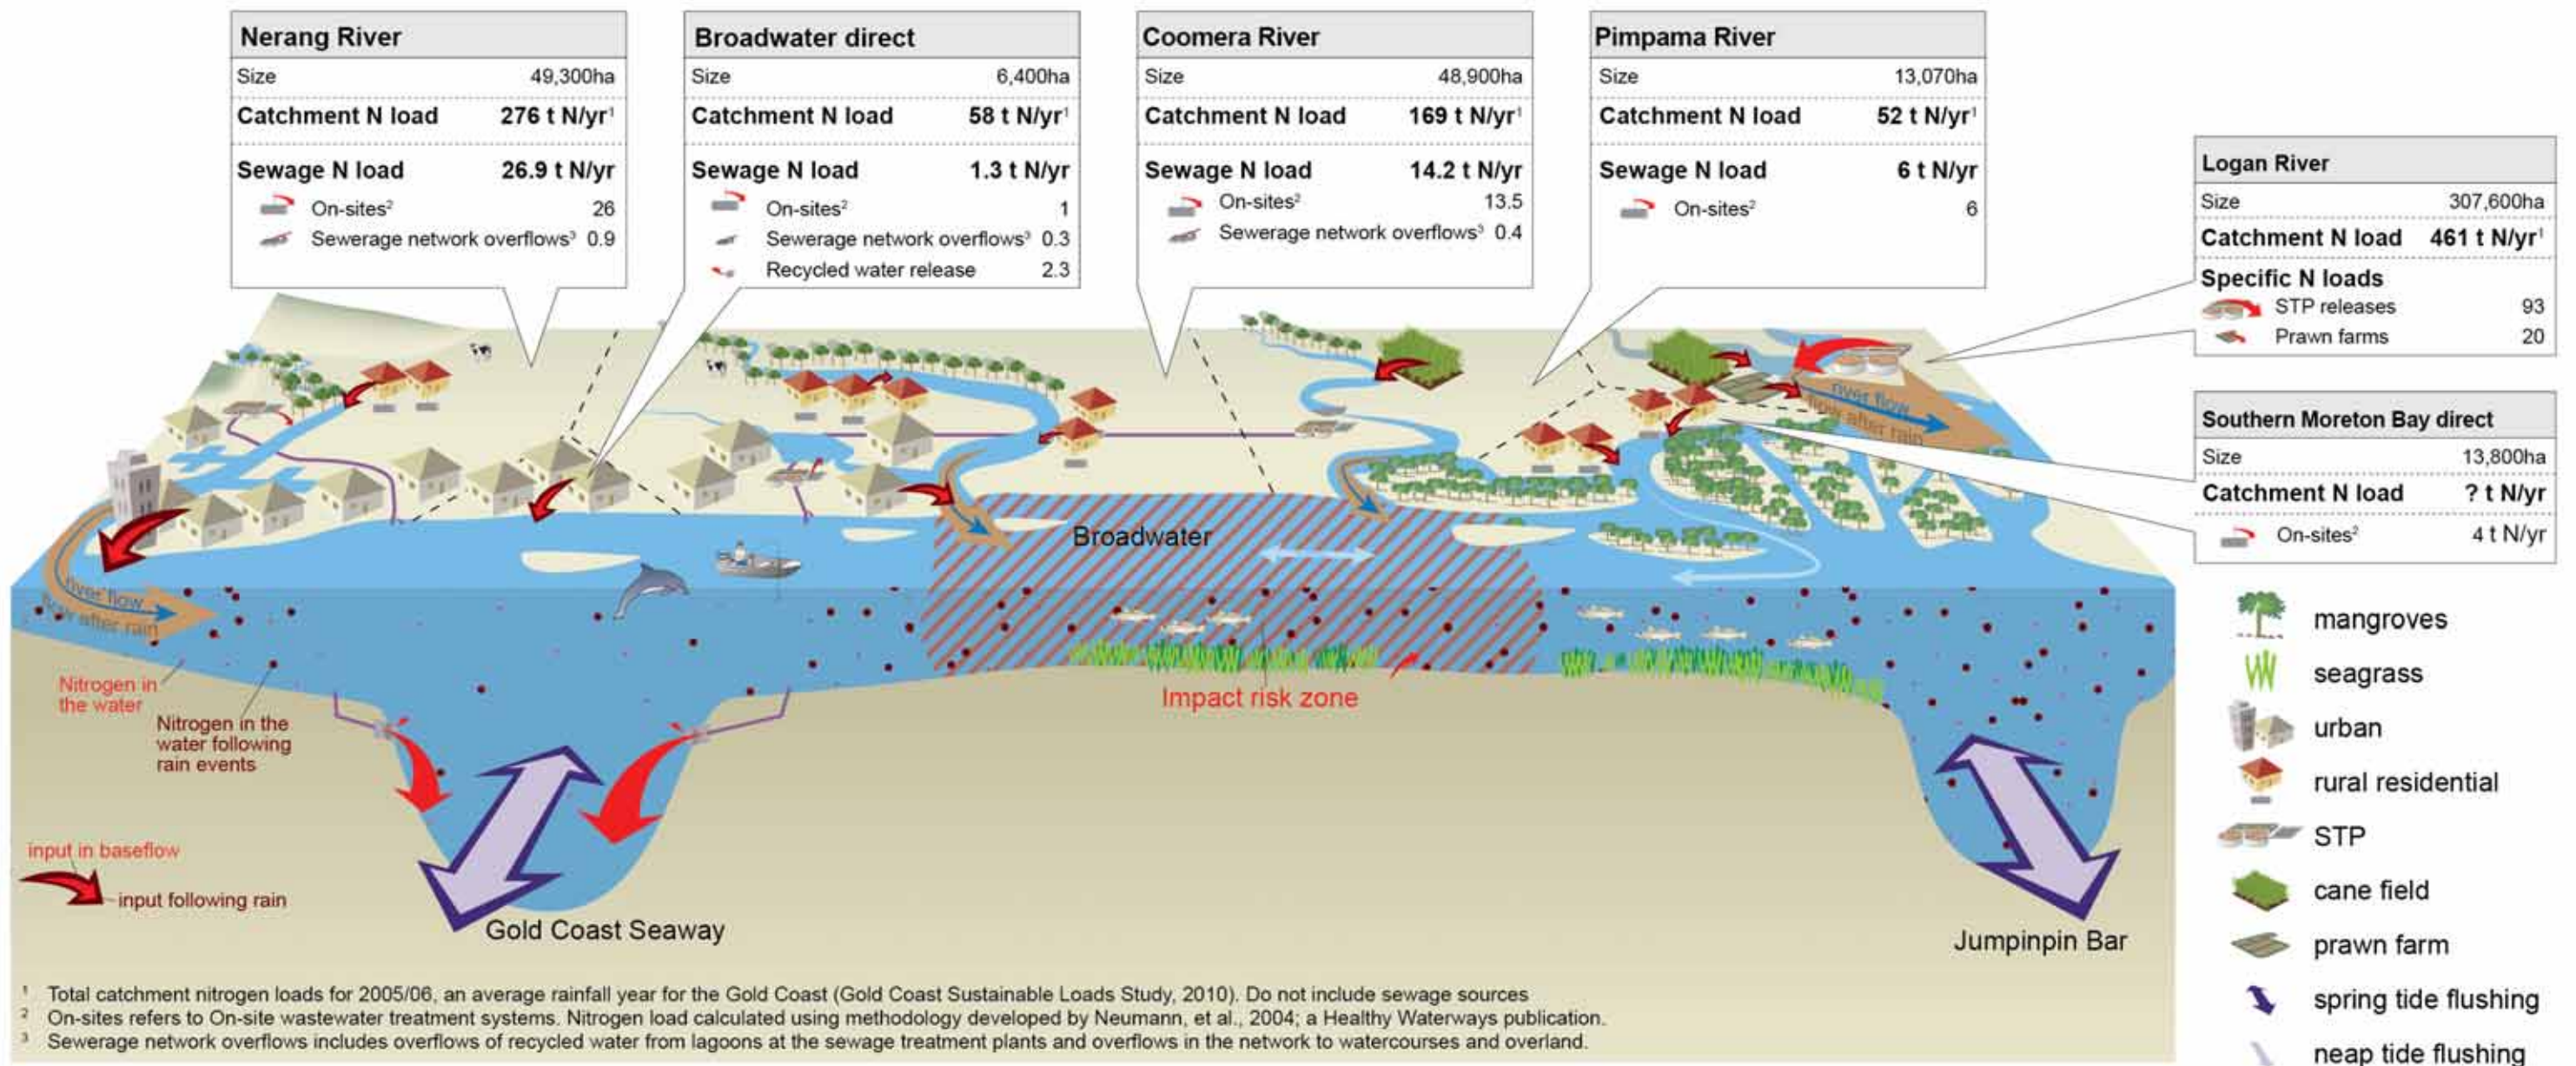 Nerang River
Size 49,300ha
Catchment N load 276 t N/yr¹
Sewage N load 26.9 t N/yr
On-sites² 26
Sewerage network overflows³ 0.9
Broadwater direct
Size 6,400ha
Catchment N load 58 t N/yr¹
Sewage N load 1.3 t N/yr
On-sites² 1
Sewerage network overflows³ 0.3
Recycled water release 2.3
Coomera River
Size 48,900ha
Catchment N load 169 t N/yr¹
Sewage N load 14.2 t N/yr
On-sites² 13.5
Sewerage network overflows³ 0.4
Pimpama River
Size 13,070ha
Catchment N load 52 t N/yr¹
Sewage N load 6 t N/yr
On-sites² 6
Logan River
Size 307,600ha
Catchment N load 461 t N/yr¹
Specific N loads
STP releases 93
Prawn farms 20
Southern Moreton Bay direct
Size 13,800ha
Catchment N load ? t N/yr
On-sites² 4 t N/yr
river flow
flow after rain
Broadwater
river flow
flow after rain
Nitrogen in
the water
Nitrogen in the
water following
rain events
Impact risk zone
input in baseflow
input following rain
Gold Coast Seaway
Jumpinpin Bar
mangroves
seagrass
urban
rural residential
STP
cane field
prawn farm
spring tide flushing
neap tide flushing
¹ Total catchment nitrogen loads for 2005/06, an average rainfall year for the Gold Coast (Gold Coast Sustainable Loads Study, 2010). Do not include sewage sources
² On-sites refers to On-site wastewater treatment systems. Nitrogen load calculated using methodology developed by Neumann, et al., 2004; a Healthy Waterways publication.
³ Sewerage network overflows includes overflows of recycled water from lagoons at the sewage treatment plants and overflows in the network to watercourses and overland.